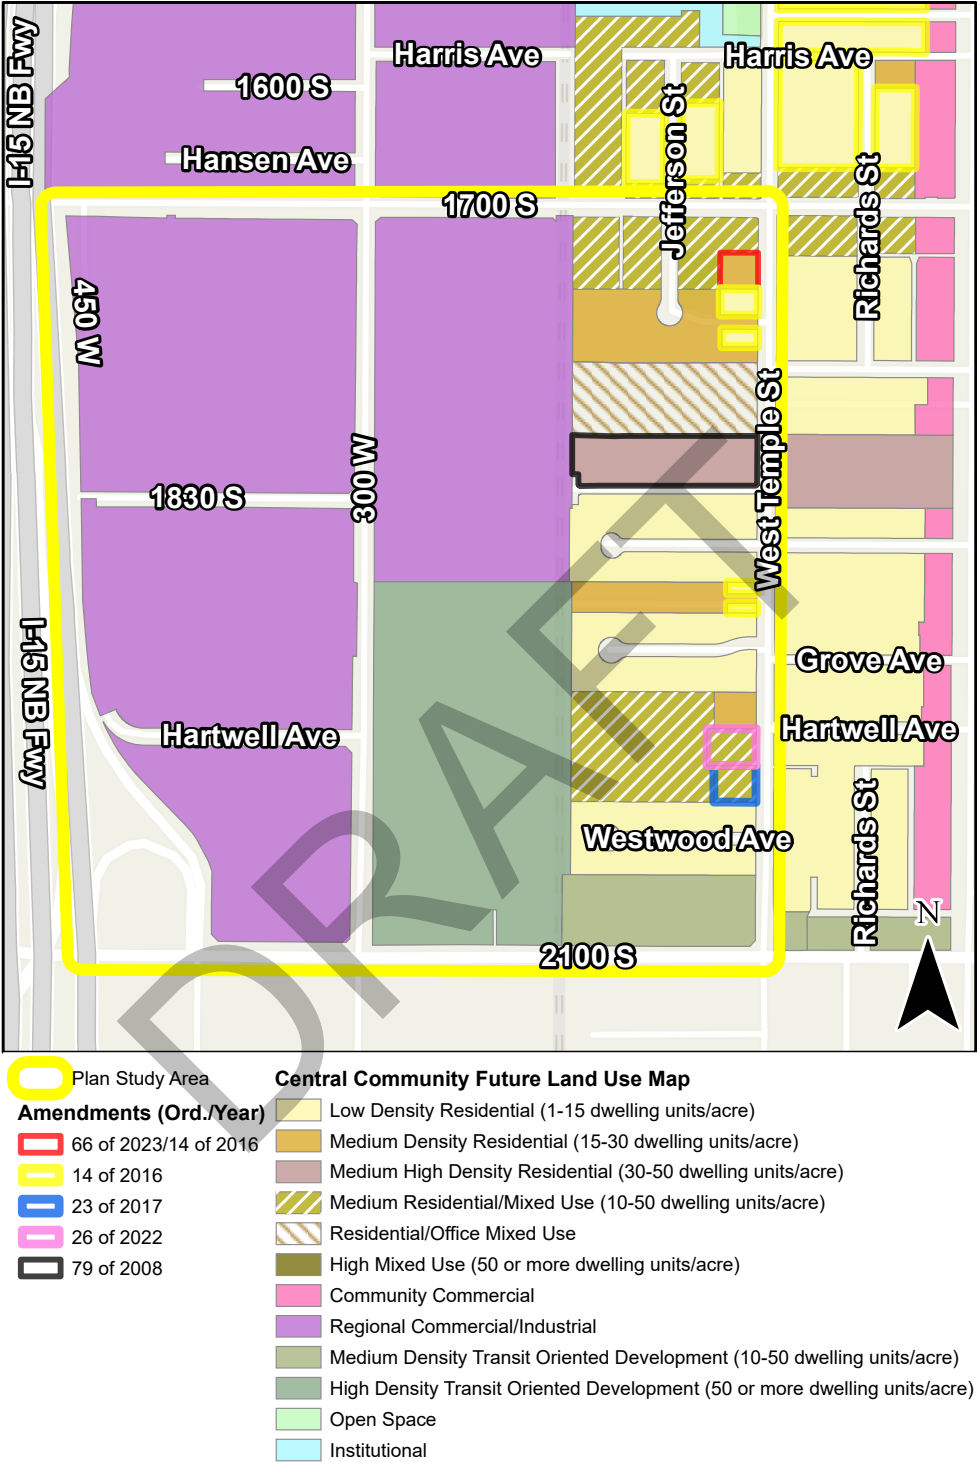 I-15 NB Fwy
Harris Ave
Harris Ave
1600 S
Hansen Ave
Jefferson St
Richards St
1700 S
450 W
300 W
West Temple St
1830 S
I-15 NB Fwy
Grove Ave
Hartwell Ave
Hartwell Ave
Westwood Ave
Richards St
N
2100 S
DRAFT
Plan Study Area
Amendments (Ord./Year)
66 of 2023/14 of 2016
14 of 2016
23 of 2017
26 of 2022
79 of 2008
Central Community Future Land Use Map
Low Density Residential (1-15 dwelling units/acre)
Medium Density Residential (15-30 dwelling units/acre)
Medium High Density Residential (30-50 dwelling units/acre)
Medium Residential/Mixed Use (10-50 dwelling units/acre)
Residential/Office Mixed Use
High Mixed Use (50 or more dwelling units/acre)
Community Commercial
Regional Commercial/Industrial
Medium Density Transit Oriented Development (10-50 dwelling units/acre)
High Density Transit Oriented Development (50 or more dwelling units/acre)
Open Space
Institutional